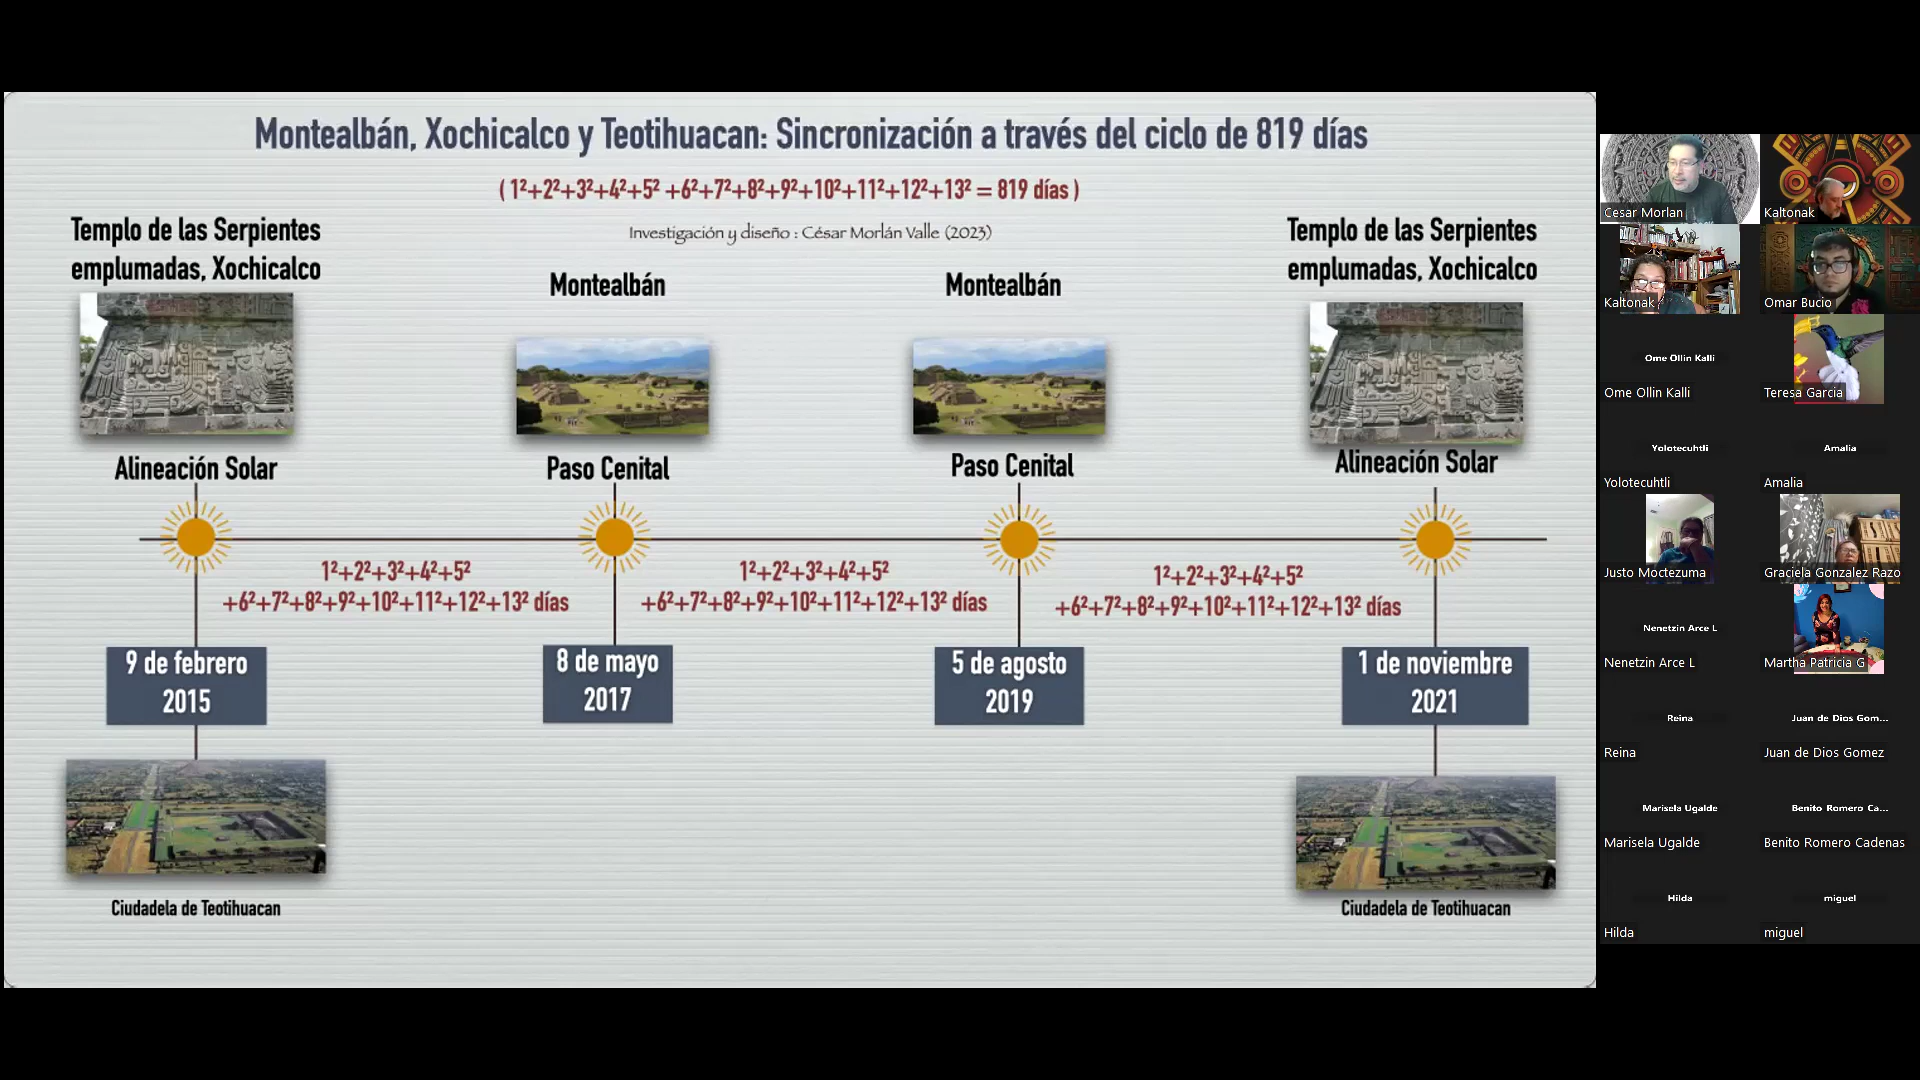 Montealbán, Xochicalco y Teotihuacan: Sincronización a través del ciclo de 819 días
( 1²+2²+3²+4²+5² +6²+7²+8²+9²+10²+11²+12²+13² = 819 días )
Investigación y diseño : César Morlán Valle (2023)
Templo de las Serpientes
emplumadas, Xochicalco
Montealbán
Montealbán
Templo de las Serpientes
emplumadas, Xochicalco
Alineación Solar
Paso Cenital
Paso Cenital
Alineación Solar
1²+2²+3²+4²+5²
+6²+7²+8²+9²+10²+11²+12²+13² días
1²+2²+3²+4²+5²
+6²+7²+8²+9²+10²+11²+12²+13² días
1²+2²+3²+4²+5²
+6²+7²+8²+9²+10²+11²+12²+13² días
9 de febrero
2015
8 de mayo
2017
5 de agosto
2019
1 de noviembre
2021
Ciudadela de Teotihuacan
Ciudadela de Teotihuacan
Cesar Morlan
Kaltonak
Kaltonak
Omar Bucio
Ome Ollin Kalli
Ome Ollin Kalli
Teresa Garcia
Yolotecuhtli
Amalia
Yolotecuhtli
Amalia
Justo Moctezuma
Graciela Gonzalez Razo
Nenetzin Arce L
Nenetzin Arce L
Martha Patricia G
Reina
Juan de Dios Gom...
Reina
Juan de Dios Gomez
Marisela Ugalde
Benito Romero Ca...
Marisela Ugalde
Benito Romero Cadenas
Hilda
miguel
Hilda
miguel